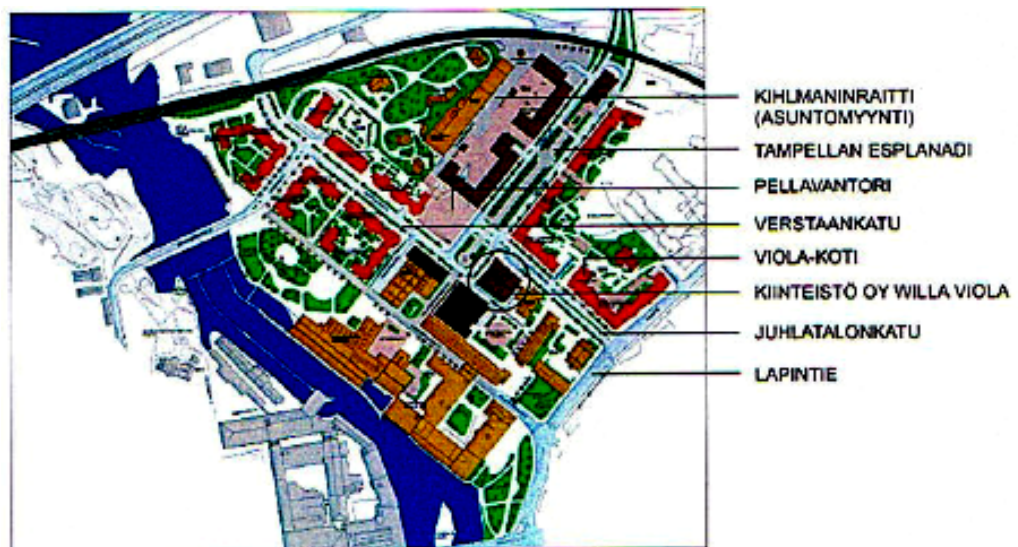 KIHLMANINRAITTI
(ASUNTOMYYNTI)
TAMPELLAN ESPLANADI
PELLAVANTORI
VERSTAANKATU
VIOLA-KOTI
KIINTEISTÖ OY WILLA VIOLA
JUHLATALONKATU
LAPINTIE